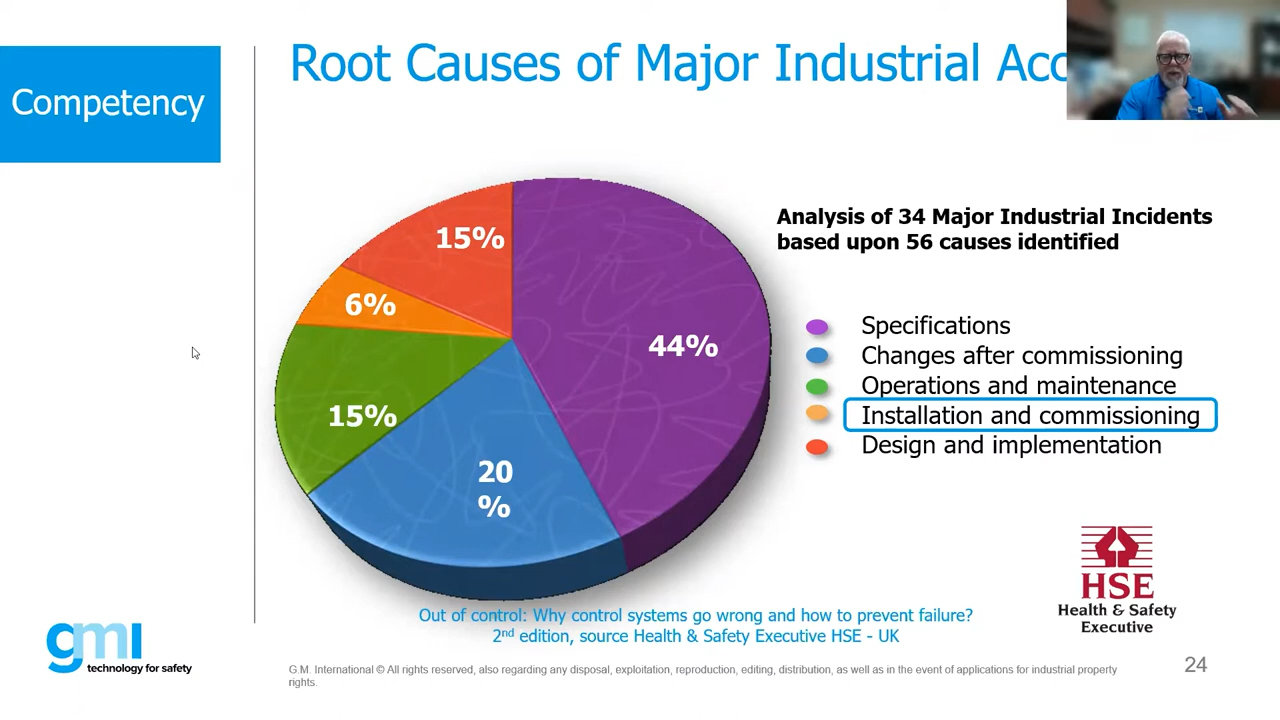 Competency
Root Causes of Major Industrial
15%
6%
44%
15%
20
%
Analysis of 34 Major Industrial Incidents
based upon 56 causes identified
Specifications
Changes after commissioning
Operations and maintenance
Installation and commissioning
Design and implementation
HSE
Health & Safety
Executive
Out of control: Why control systems go wrong and how to prevent failure?
2nd edition, source Health & Safety Executive HSE - UK
gmi
technology for safety
G.M. International © All rights reserved, also regarding any disposal, exploitation, reproduction, editing, distribution, as well as in the event of applications for industrial property
rights.
24